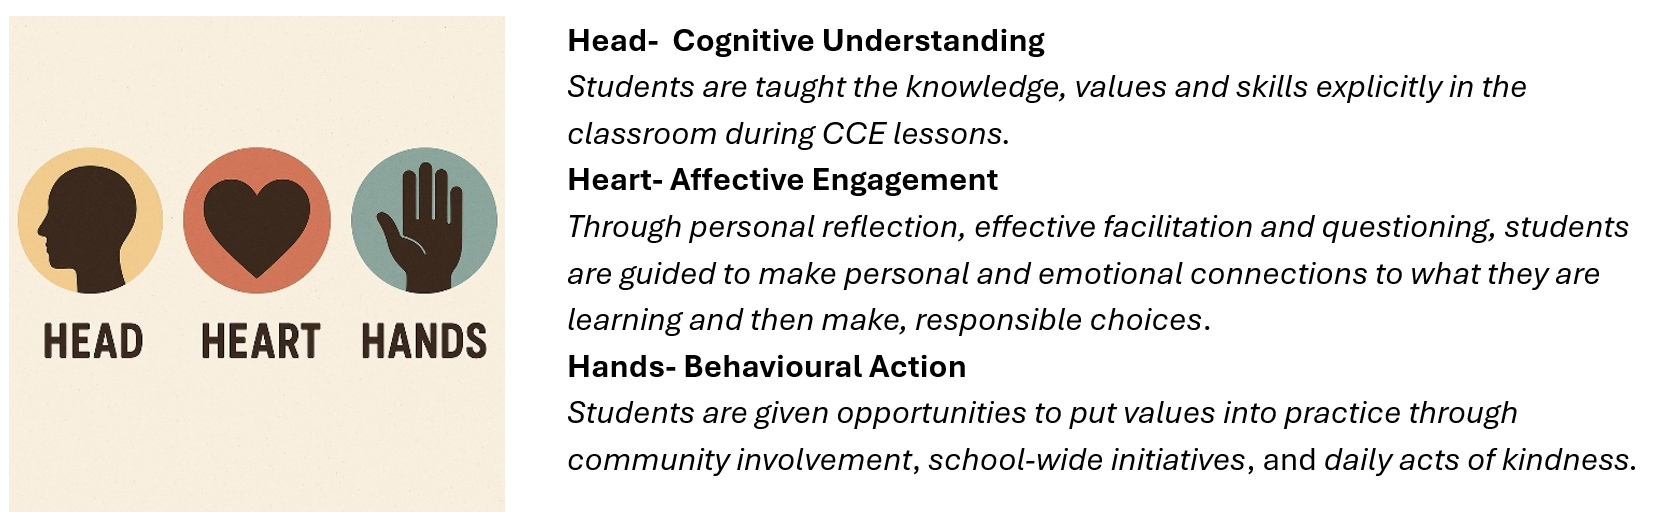 HEAD HEART HANDS
Head-  Cognitive Understanding
Students are taught the knowledge, values and skills explicitly in the
classroom during CCE lessons.
Heart- Affective Engagement
Through personal reflection, effective facilitation and questioning, students
are guided to make personal and emotional connections to what they are
learning and then make, responsible choices.
Hands- Behavioural Action
Students are given opportunities to put values into practice through
community involvement, school-wide initiatives, and daily acts of kindness.